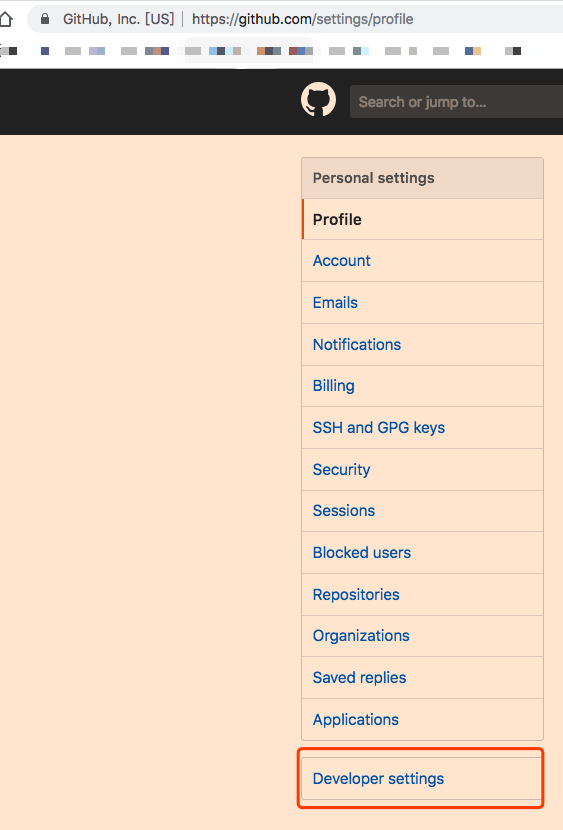 GitHub, Inc. [US] | https://github.com/settings/profile
Search or jump to...
Personal settings
Profile
Account
Emails
Notifications
Billing
SSH and GPG keys
Security
Sessions
Blocked users
Repositories
Organizations
Saved replies
Applications
Developer settings